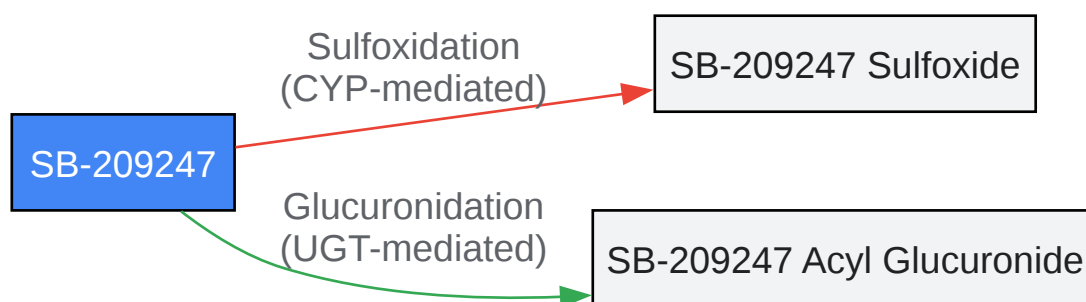 Sulfoxidation
(CYP-mediated)
SB-209247 Sulfoxide
SB-209247
Glucuronidation
(UGT-mediated)
SB-209247 Acyl Glucuronide